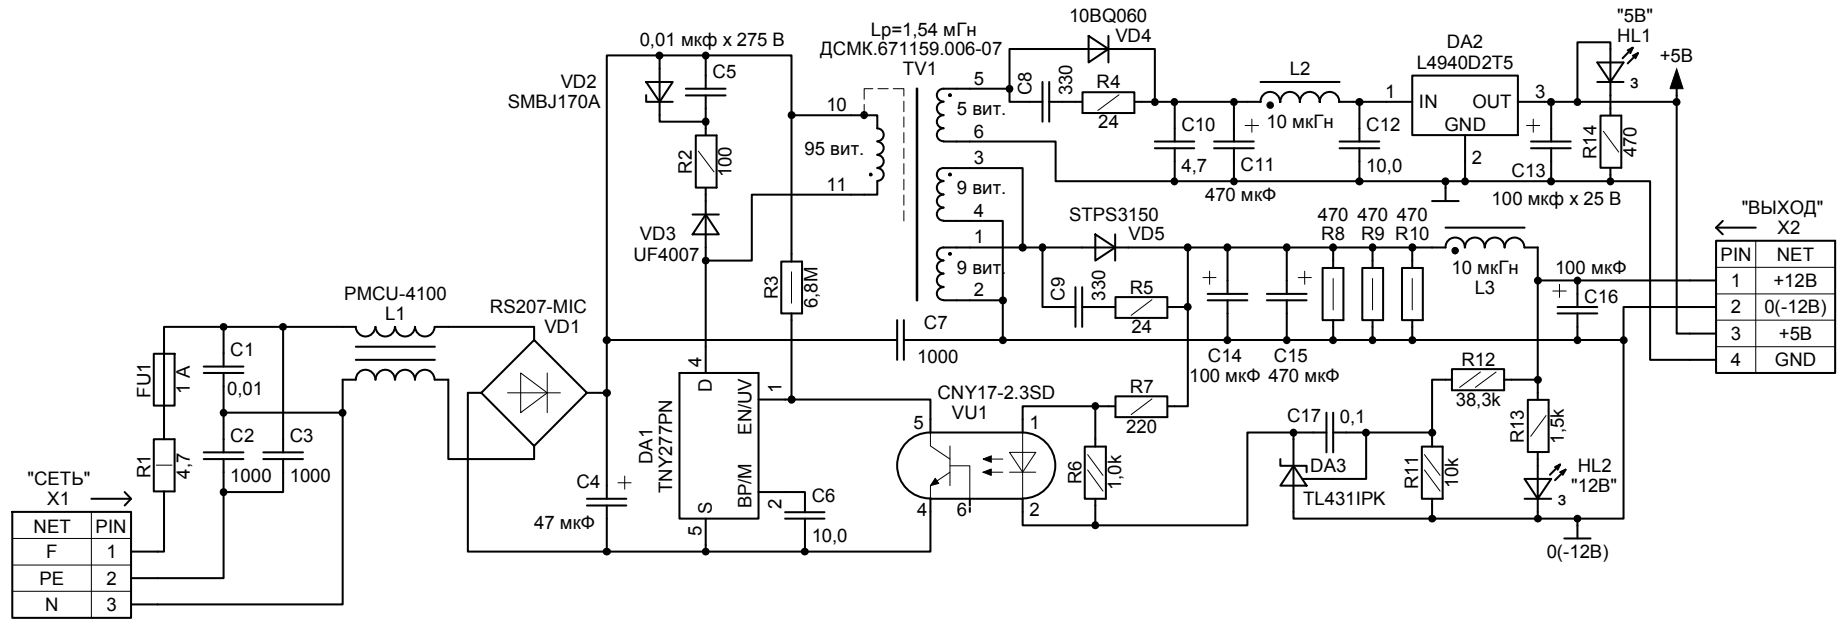 10BQ060
VD4
"5В"
HL1
+5В
Lp=1,54 мГн
ДСМК.671159.006-07
TV1
0,01 мкф x 275 В
C5
VD2
SMBJ170A
R2
100
VD3
UF4007
R3
6,8М
10
95 вит.
11
5
5 вит.
6
3
9 вит.
4
1
9 вит.
2
C8
330
R4
24
C10
4,7
+
C11
470 мкФ
L2
10 мкГн
C12
10,0
DA2
L4940D2T5
1
IN
OUT
3
GND
2
+
C13
100 мкф x 25 В
R14
470
3
STPS3150
VD5
C9
330
R5
24
+
C14
100 мкФ
+
C15
470 мкФ
470
R8
470
R9
470
R10
10 мкГн
L3
100 мкФ
+
C16
"ВЫХОД"
X2
PIN NET
1 +12В
2 0(-12В)
3 +5В
4 GND
PMCU-4100
L1
RS207-MIC
VD1
C7
1000
FU1
1 А
C1
0,01
C2
1000
C3
1000
R1
4,7
"СЕТЬ"
X1
NET PIN
F 1
PE 2
N 3
C4
+
47 мкФ
DA1
TNY277PN
4
D
1
EN/UV
BP/M
2
S
5
C6
10,0
CNY17-2.3SD
VU1
5
4
6
1
2
R7
220
R6
1,0k
C17
0,1
DA3
TL431IPK
R11
10k
R12
38,3k
R13
1,5k
HL2
"12В"
3
0(-12В)